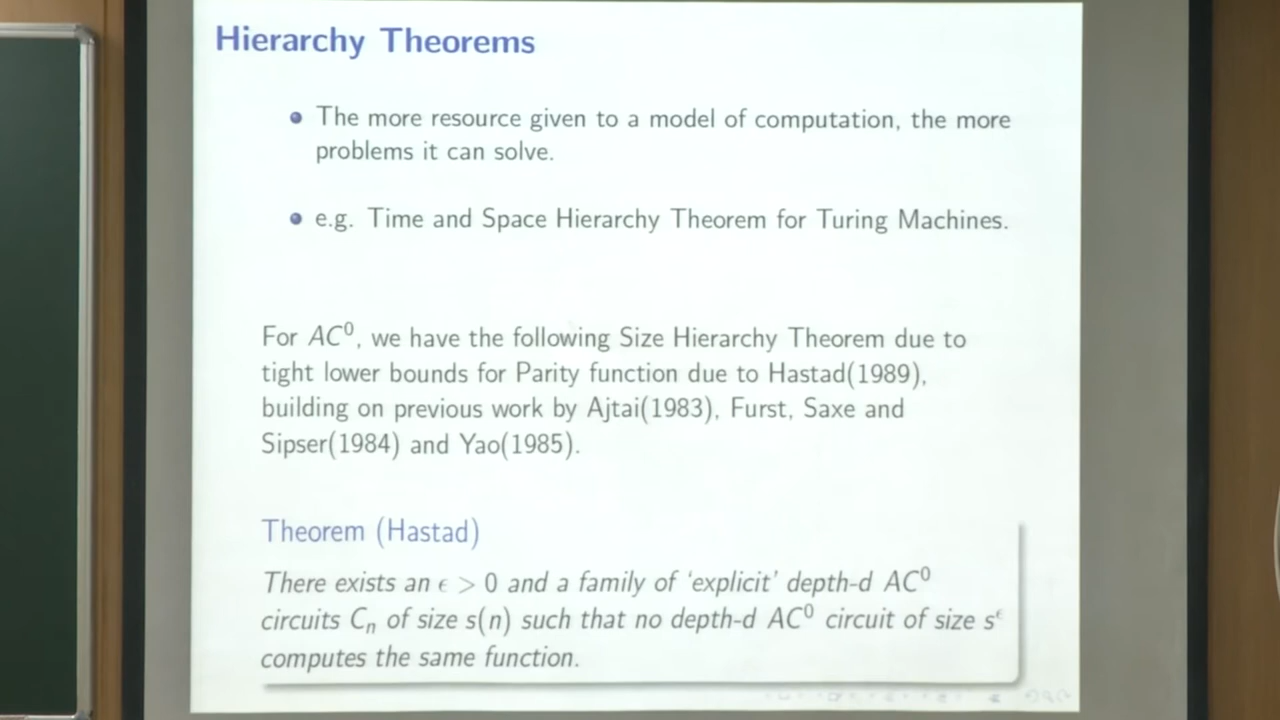 Hierarchy Theorems
The more resource given to a model of computation, the more
problems it can solve.
e.g. Time and Space Hierarchy Theorem for Turing Machines.
For AC⁰, we have the following Size Hierarchy Theorem due to
tight lower bounds for Parity function due to Hastad(1989),
building on previous work by Ajtai(1983), Furst, Saxe and
Sipser(1984) and Yao(1985).
Theorem (Hastad)
There exists an ϵ > 0 and a family of ‘explicit’ depth-d AC⁰
circuits Cₙ of size s(n) such that no depth-d AC⁰ circuit of size s^ϵ
computes the same function.